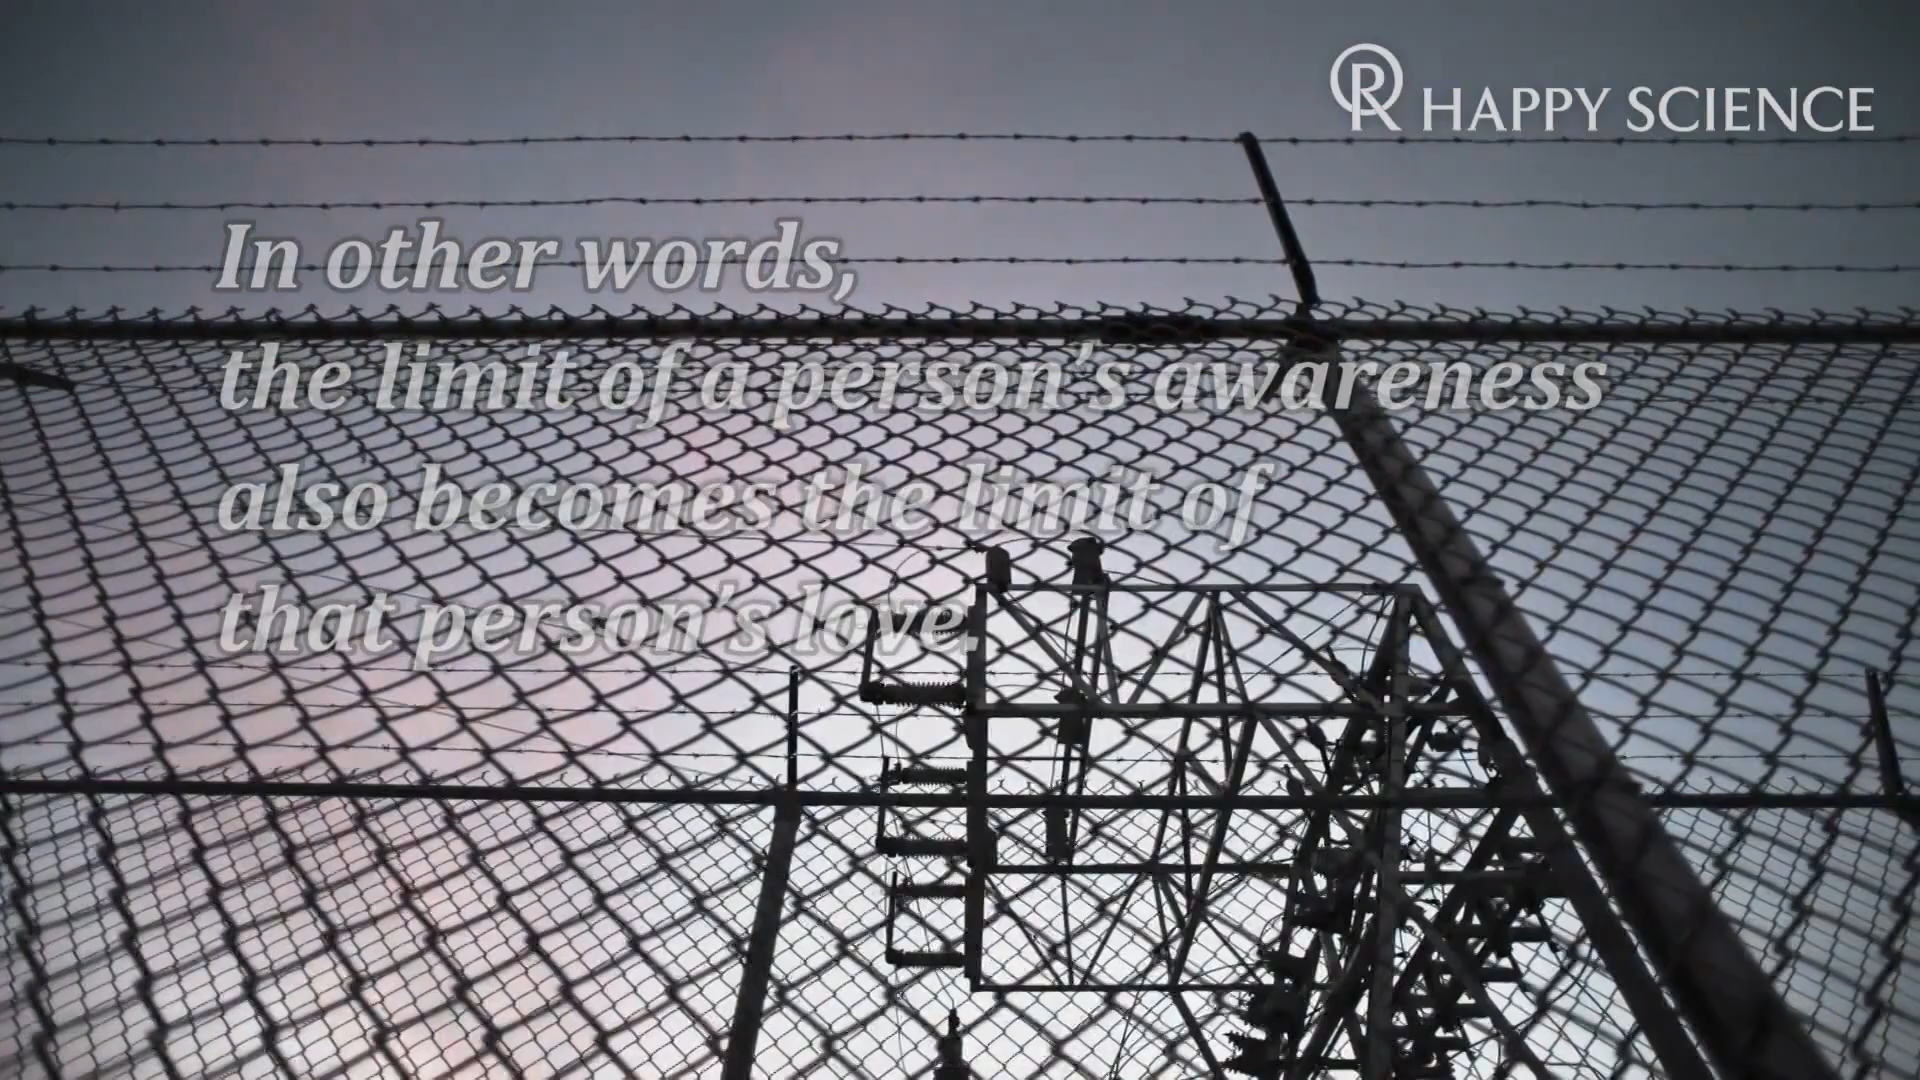 HAPPY SCIENCE
In other words,
the limit of a person's awareness
also becomes the limit of
that person's love.